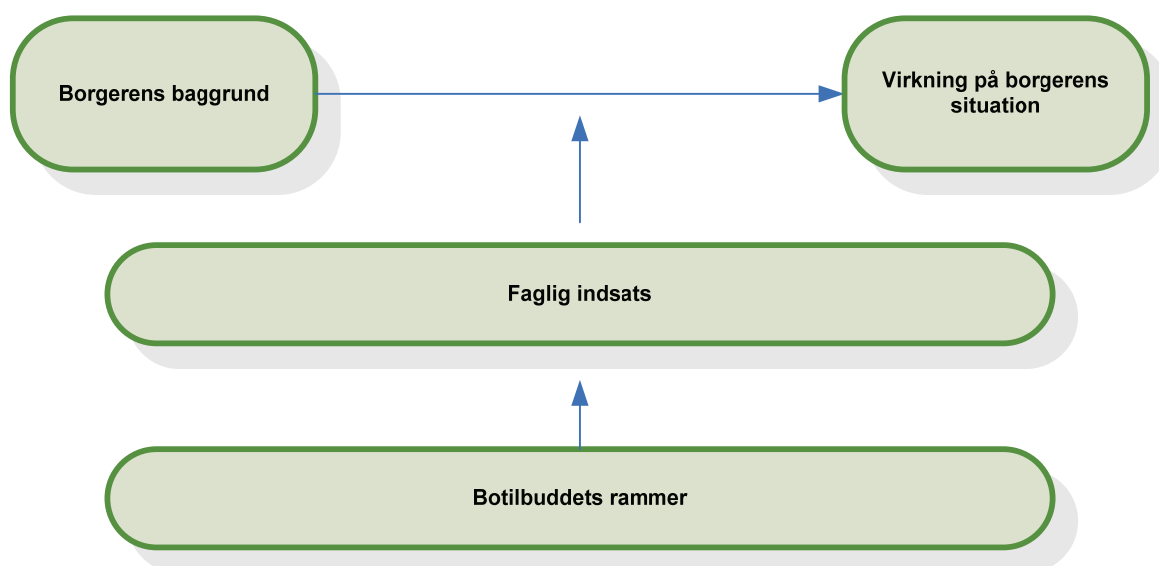 Borgerens baggrund
Virkning på borgerens
situation
Faglig indsats
Botilbuddets rammer